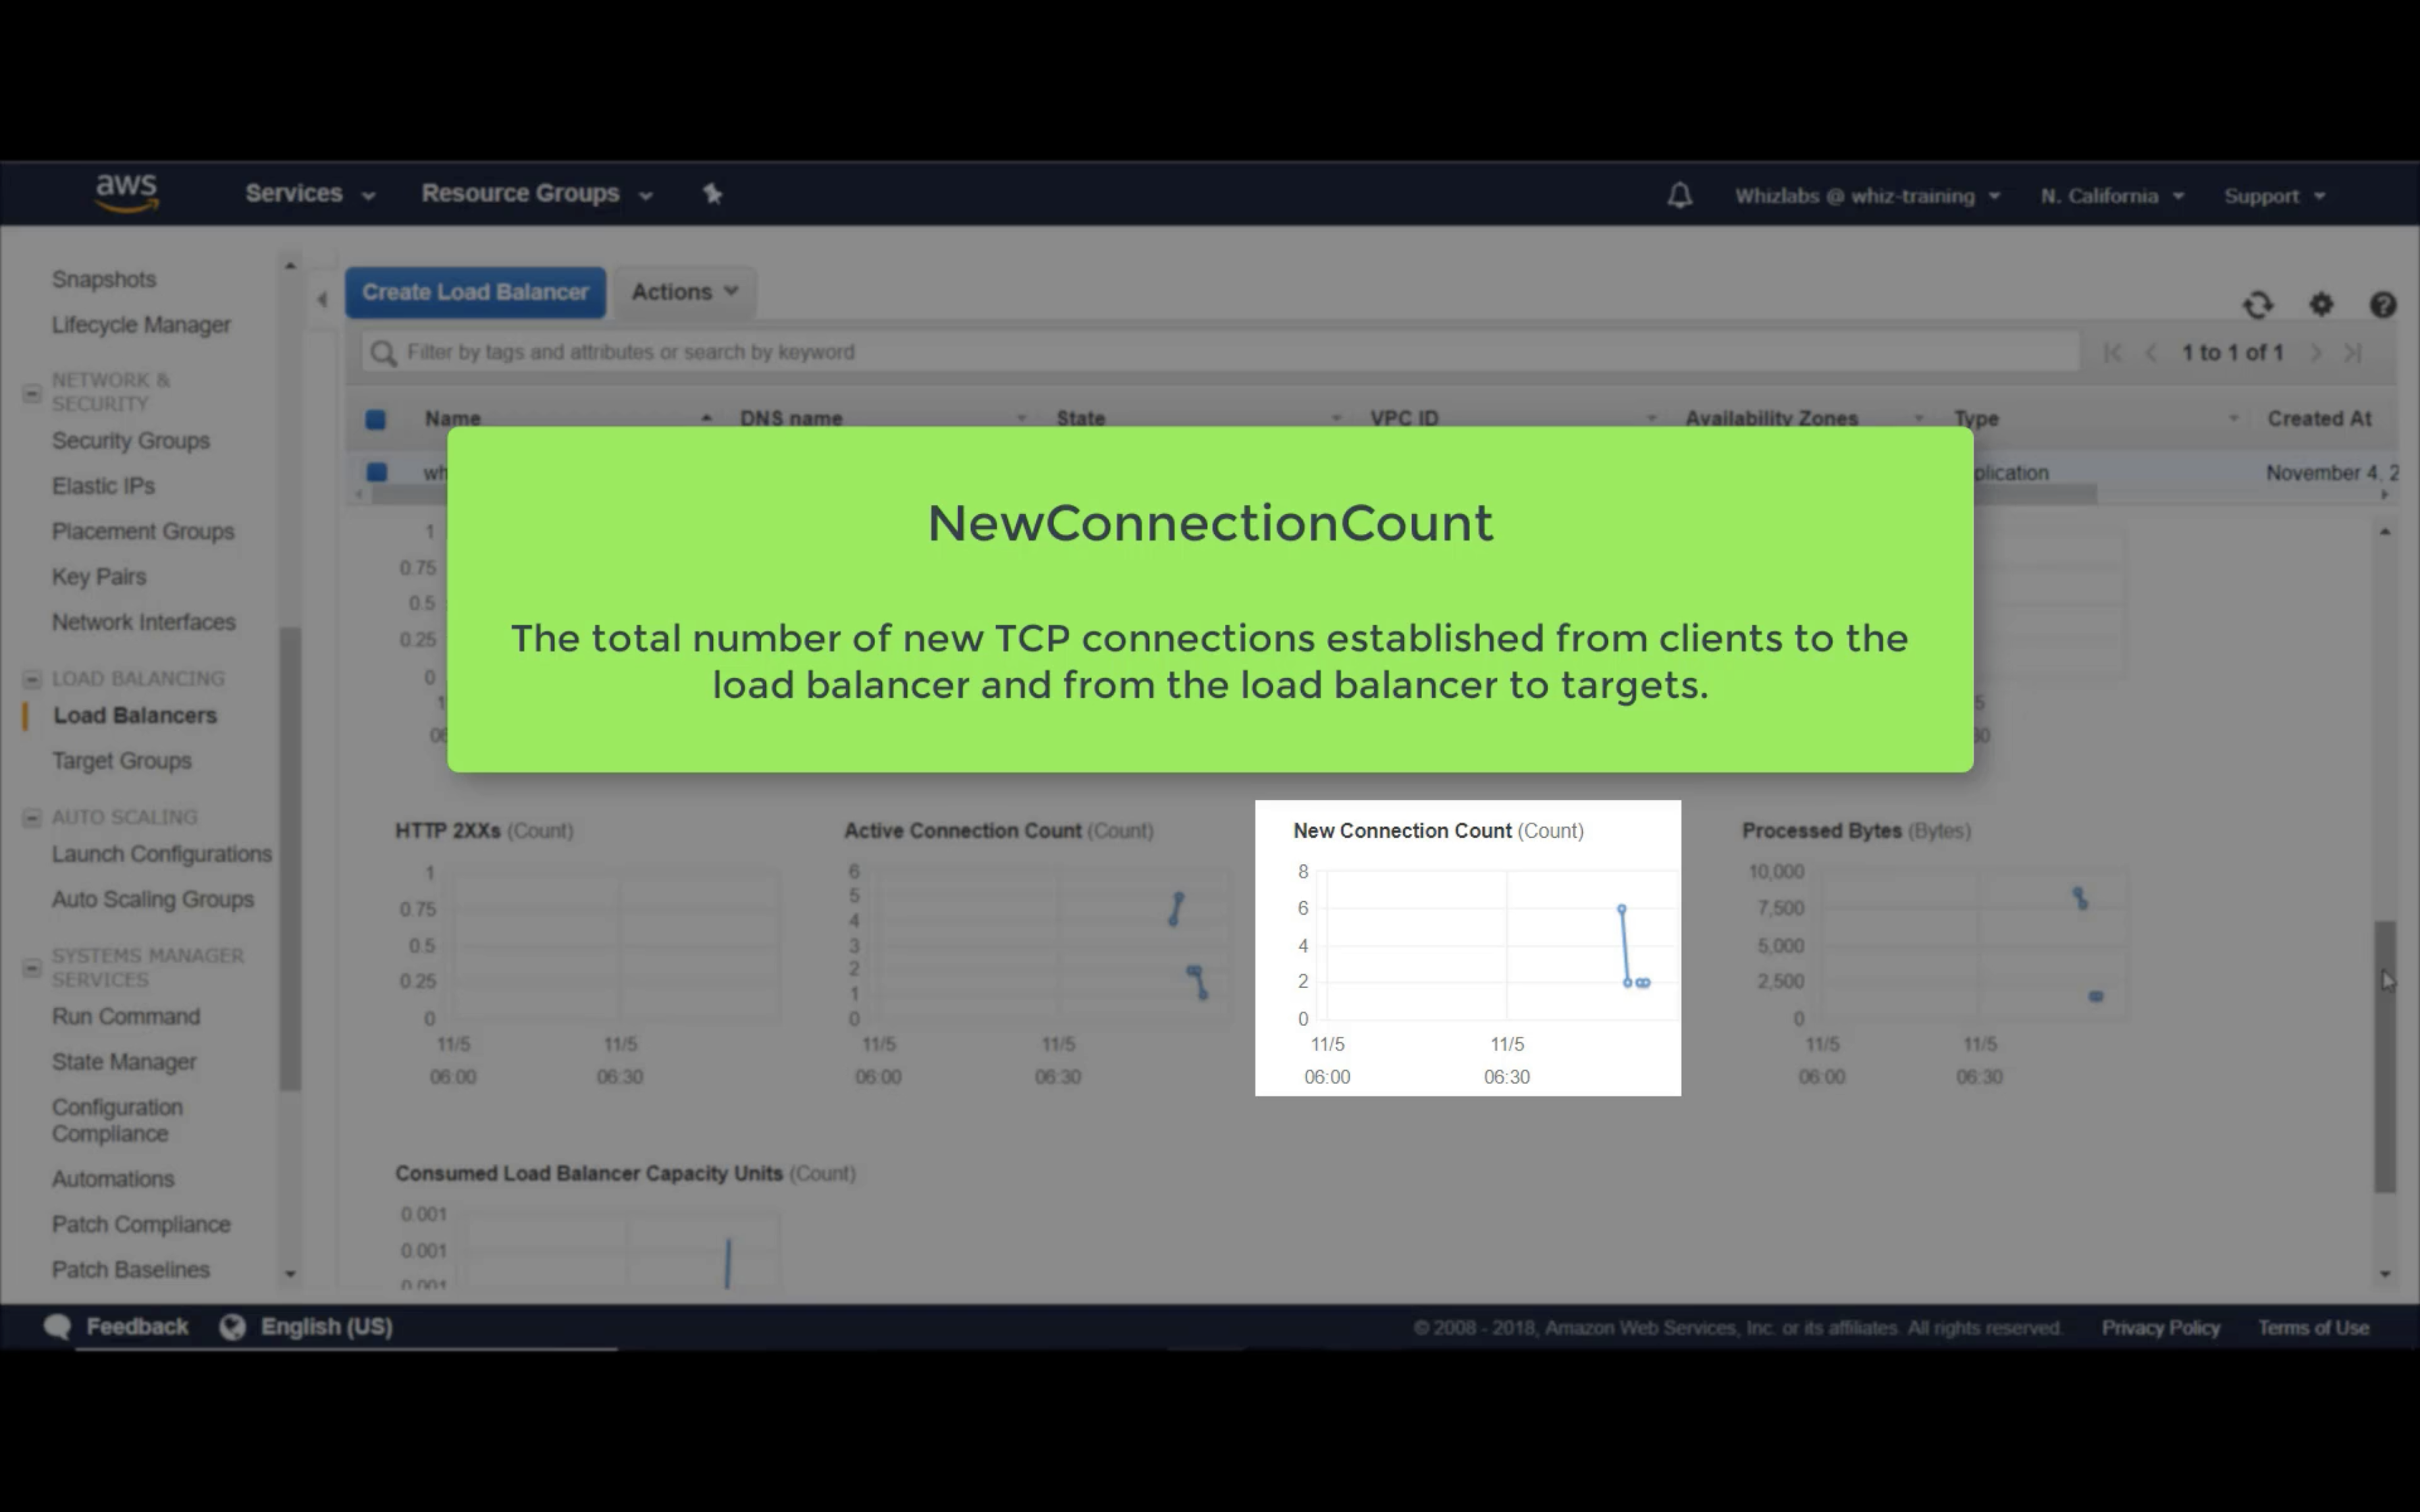 aws Services Resource Groups Whizlabs @ whiz-training N. California Support
Snapshots
Lifecycle Manager
NETWORK &
SECURITY
Security Groups
Elastic IPs
Placement Groups
Key Pairs
Network Interfaces
LOAD BALANCING
Load Balancers
Target Groups
AUTO SCALING
Launch Configurations
Auto Scaling Groups
SYSTEMS MANAGER
SERVICES
Run Command
State Manager
Configuration
Compliance
Automations
Patch Compliance
Patch Baselines
Create Load Balancer Actions
Filter by tags and attributes or search by keyword
1 to 1 of 1
Name DNS name State VPC ID Availability Zones Type Created At
November 4, 2
NewConnectionCount
The total number of new TCP connections established from clients to the
load balancer and from the load balancer to targets.
1
0.75
0.5
0.25
0
HTTP 2XXs (Count)
1
0.75
0.5
0.25
0
11/5 11/5
06:00 06:30
Active Connection Count (Count)
6
5
4
3
2
1
0
11/5 11/5
06:00 06:30
New Connection Count (Count)
8
6
4
2
0
11/5 11/5
06:00 06:30
Processed Bytes (Bytes)
10,000
7,500
5,000
2,500
0
11/5 11/5
06:00 06:30
Consumed Load Balancer Capacity Units (Count)
0.001
0.001
0.001
Feedback English (US)
© 2008 - 2018, Amazon Web Services, Inc. or its affiliates. All rights reserved. Privacy Policy Terms of Use